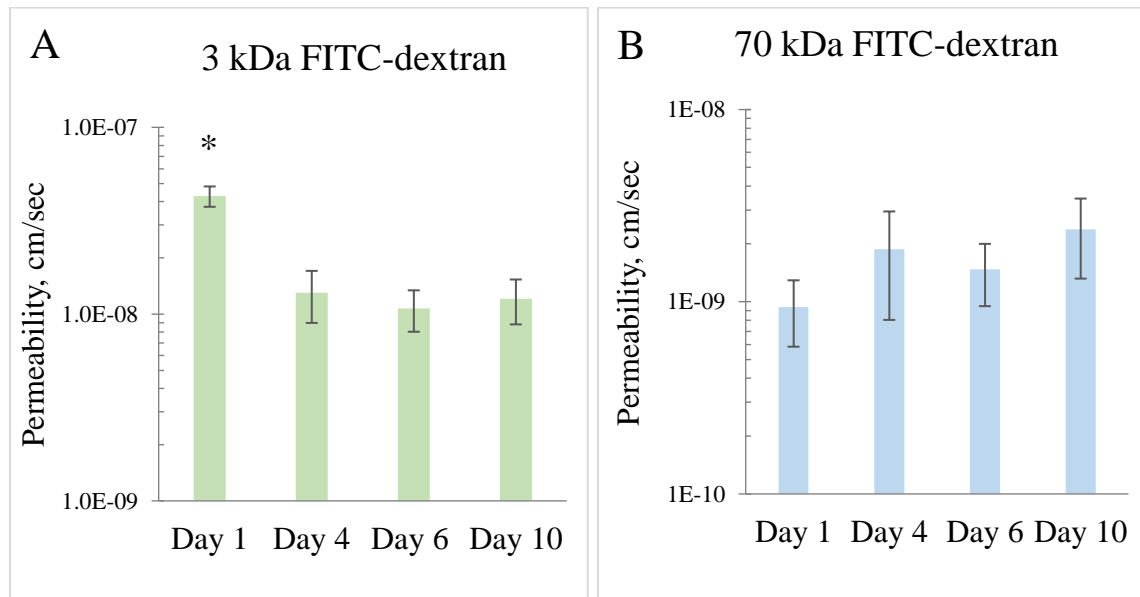 A
3 kDa FITC-dextran
Permeability, cm/sec
1.0E-07
1.0E-08
1.0E-09
*
Day 1 Day 4 Day 6 Day 10
B
70 kDa FITC-dextran
Permeability, cm/sec
1E-08
1E-09
1E-10
Day 1 Day 4 Day 6 Day 10